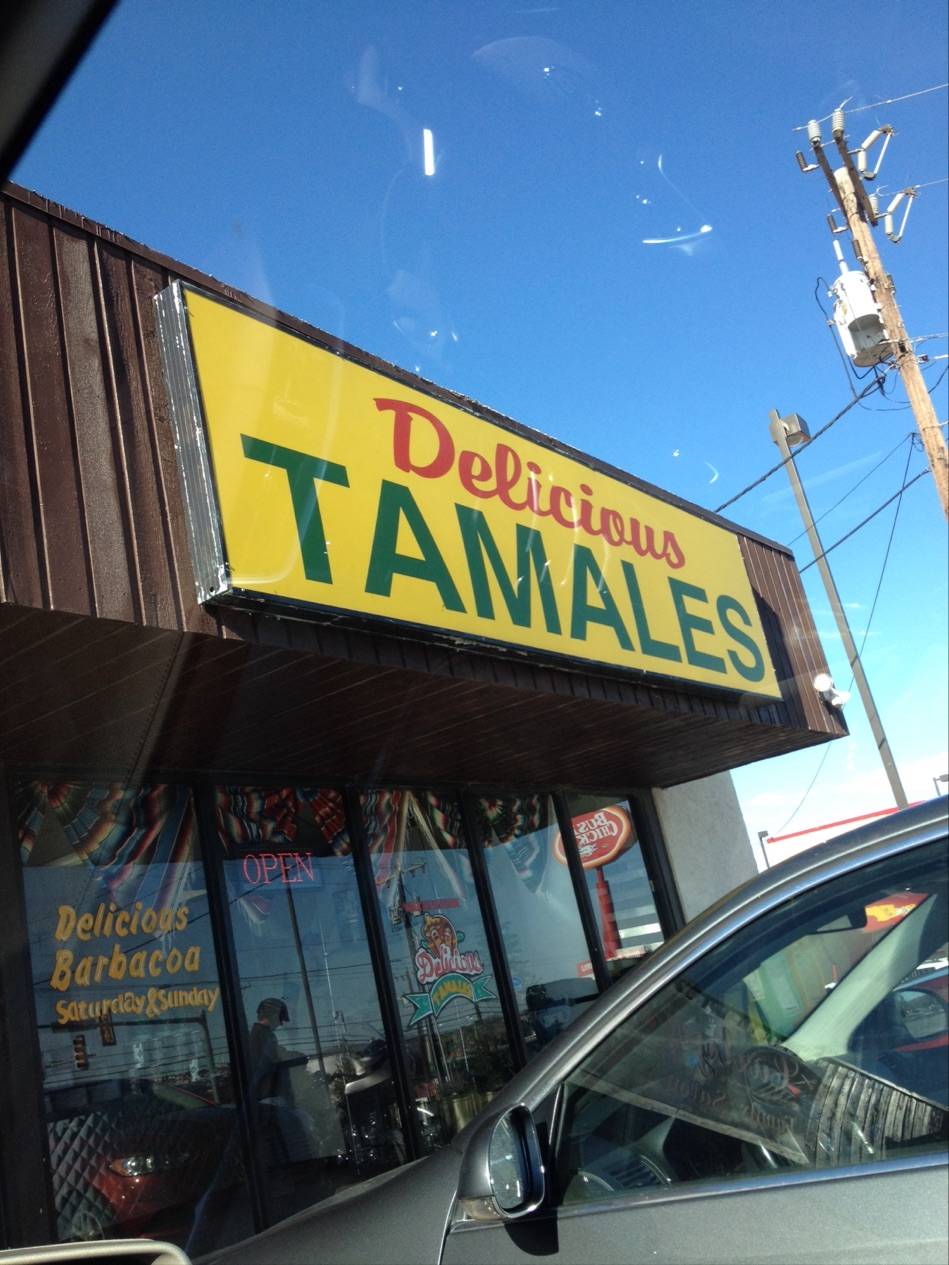 Delicious
TAMALES
OPEN
Delicious
Barbacoa
Saturday & Sunday
Delicious
TAMALES